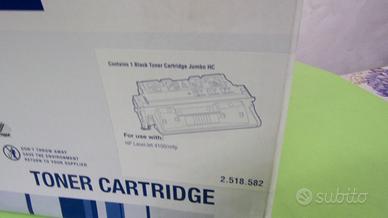 Contains 1 Black Toner Cartridge Jumbo HC
For use with:
HP LaserJet 4100/mfp
DON'T THROW AWAY
SAVE THE ENVIRONMENT
RETURN TO YOUR SUPPLIER
2.518.582
TONER CARTRIDGE
subito